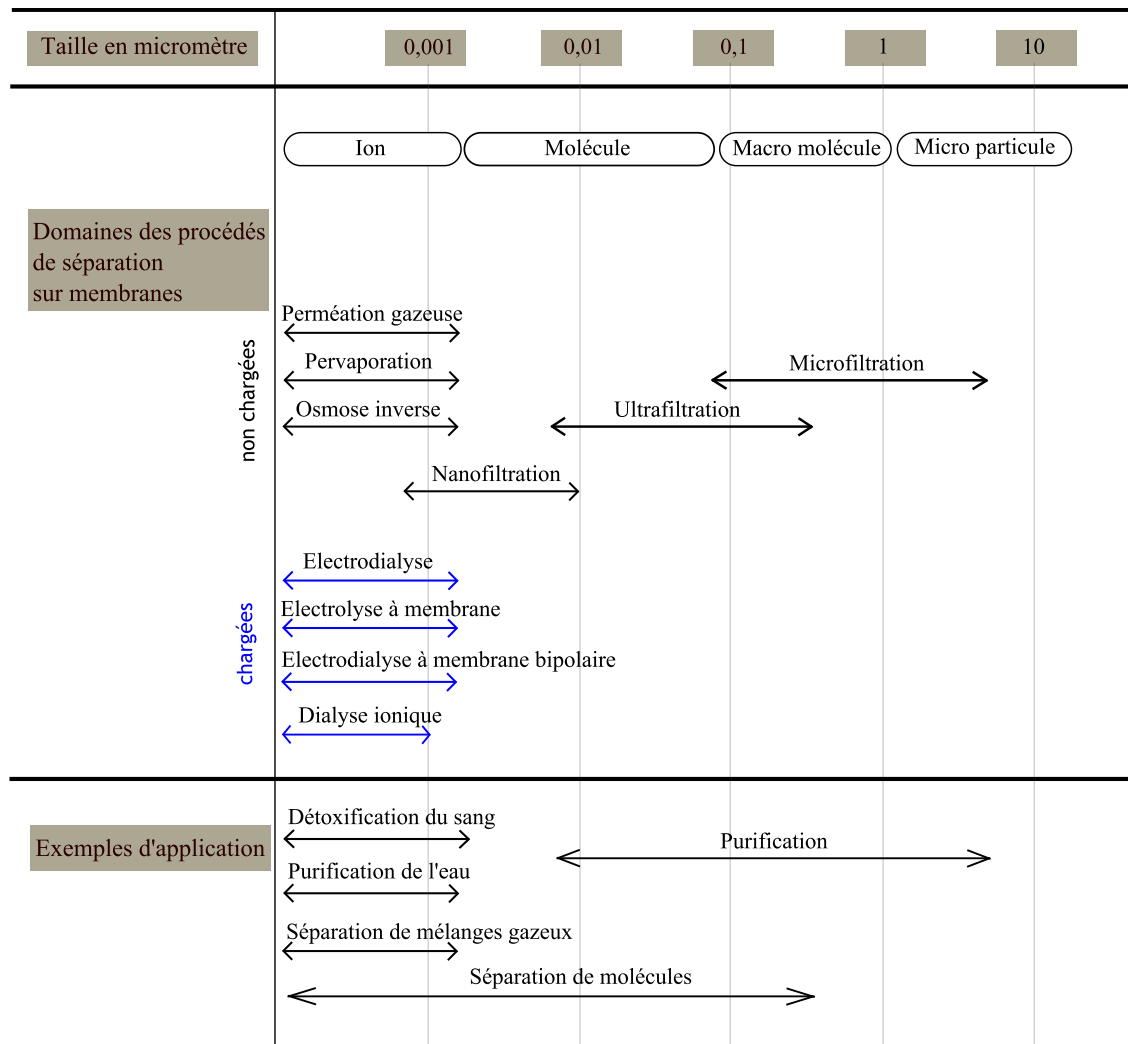 Taille en micromètre 0,001 0,01 0,1 1 10
Ion Molécule Macro molécule Micro particule
Domaines des procédés
de séparation
sur membranes
non chargées
Perméation gazeuse
Pervaporation
Microfiltration
Osmose inverse
Ultrafiltration
Nanofiltration
chargées
Electrodialyse
Electrolyse à membrane
Electrodialyse à membrane bipolaire
Dialyse ionique
Exemples d'application
Détoxification du sang
Purification
Purification de l'eau
Séparation de mélanges gazeux
Séparation de molécules